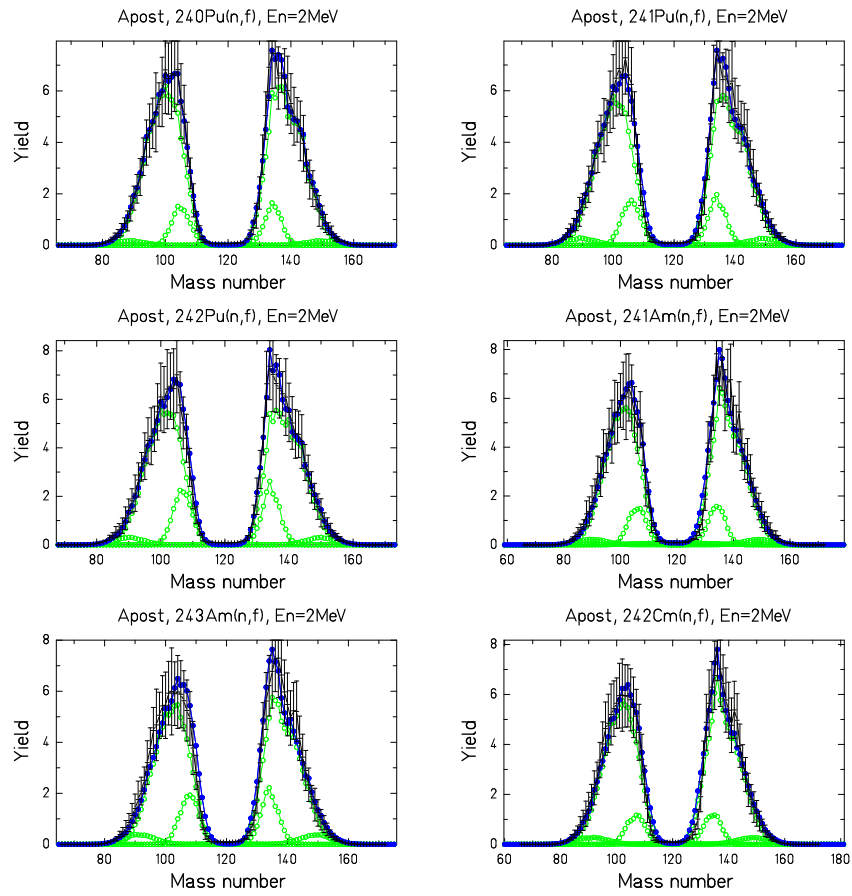 Apost, 240Pu(n,f), En=2MeV
Yield
6
4
2
0
80 100 120 140 160
Mass number
Apost, 241Pu(n,f), En=2MeV
Yield
6
4
2
0
80 100 120 140 160
Mass number
Apost, 242Pu(n,f), En=2MeV
Yield
8
6
4
2
0
80 100 120 140 160
Mass number
Apost, 241Am(n,f), En=2MeV
Yield
8
6
4
2
0
60 80 100 120 140 160
Mass number
Apost, 243Am(n,f), En=2MeV
Yield
8
6
4
2
0
80 100 120 140 160
Mass number
Apost, 242Cm(n,f), En=2MeV
Yield
8
6
4
2
0
60 80 100 120 140 160 180
Mass number